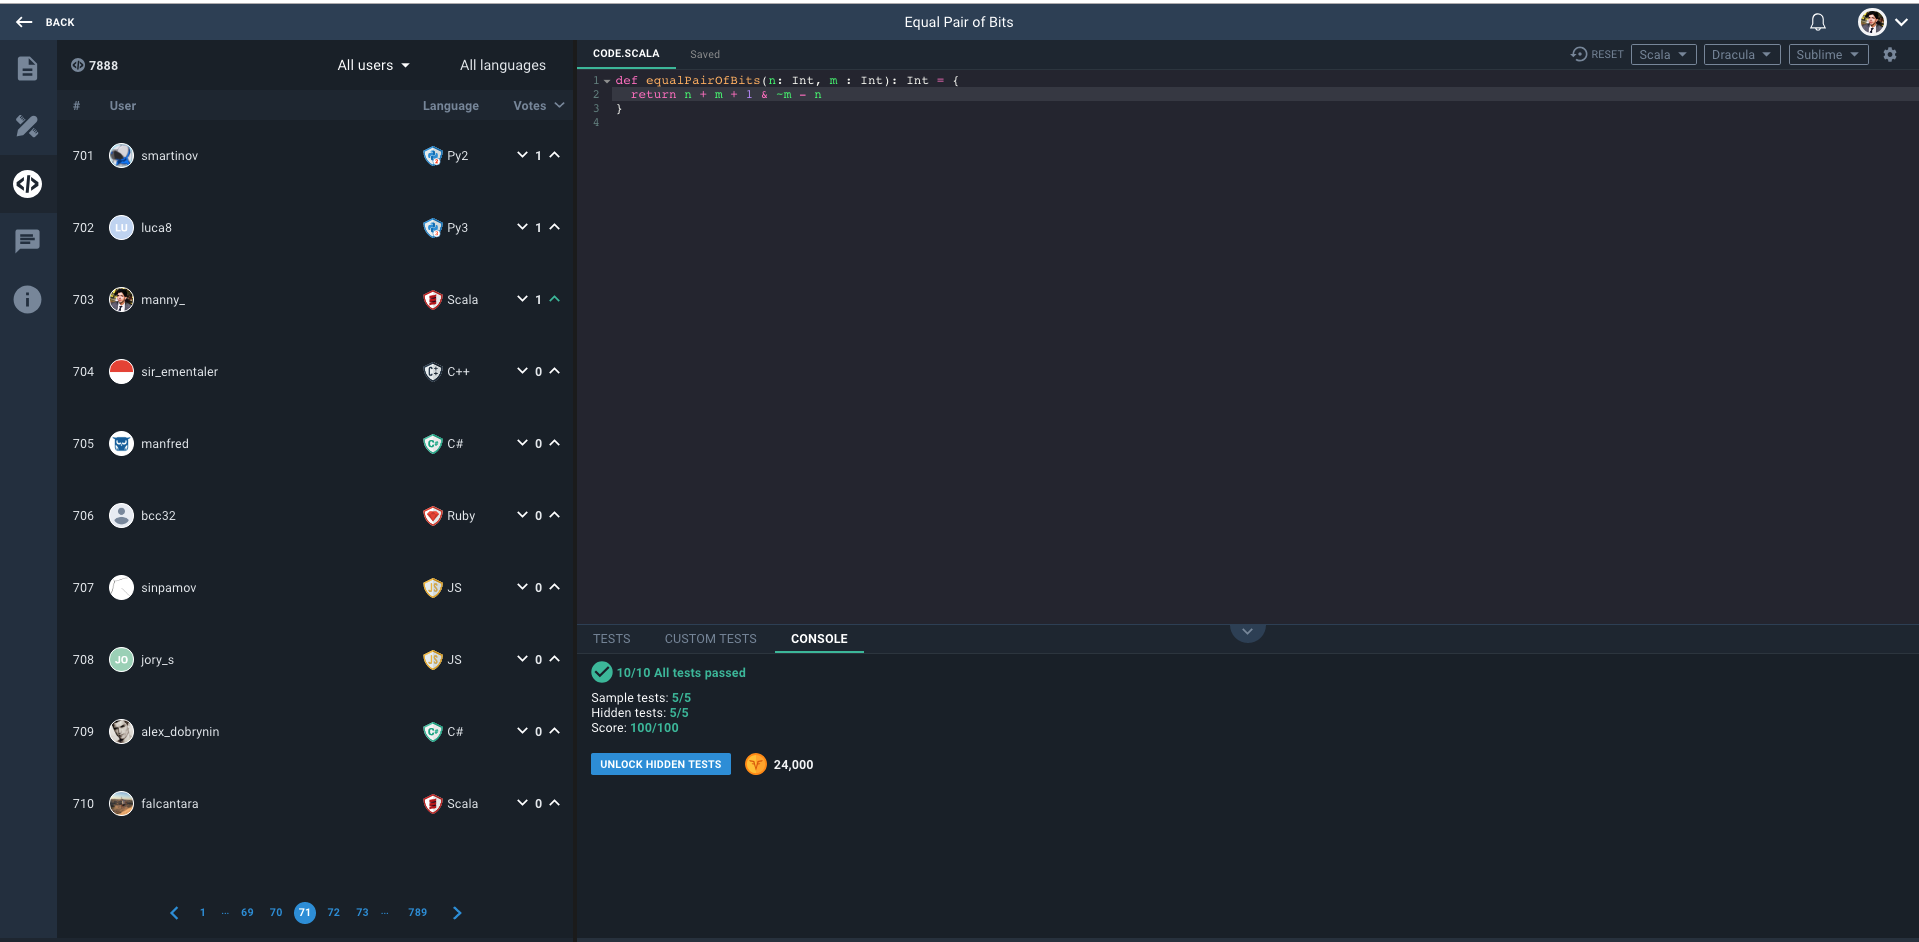 BACK
Equal Pair of Bits
7888
All users
All languages
# User Language Votes
701 smartinov Py2 1
702 LU luca8 Py3 1
703 manny_ Scala 1
704 sir_ementaler C++ 0
705 manfred C# 0
706 bcc32 Ruby 0
707 sinpamov JS 0
708 JO jory_s JS 0
709 alex_dobrynin C# 0
710 falcantara Scala 0
1 ... 69 70 71 72 73 ... 789
CODE.SCALA Saved RESET Scala Dracula Sublime
1 def equalPairOfBits(n: Int, m : Int): Int = {
2 return n + m + 1 & ~m - n
3 }
4
TESTS CUSTOM TESTS CONSOLE
10/10 All tests passed
Sample tests: 5/5
Hidden tests: 5/5
Score: 100/100
UNLOCK HIDDEN TESTS 24,000